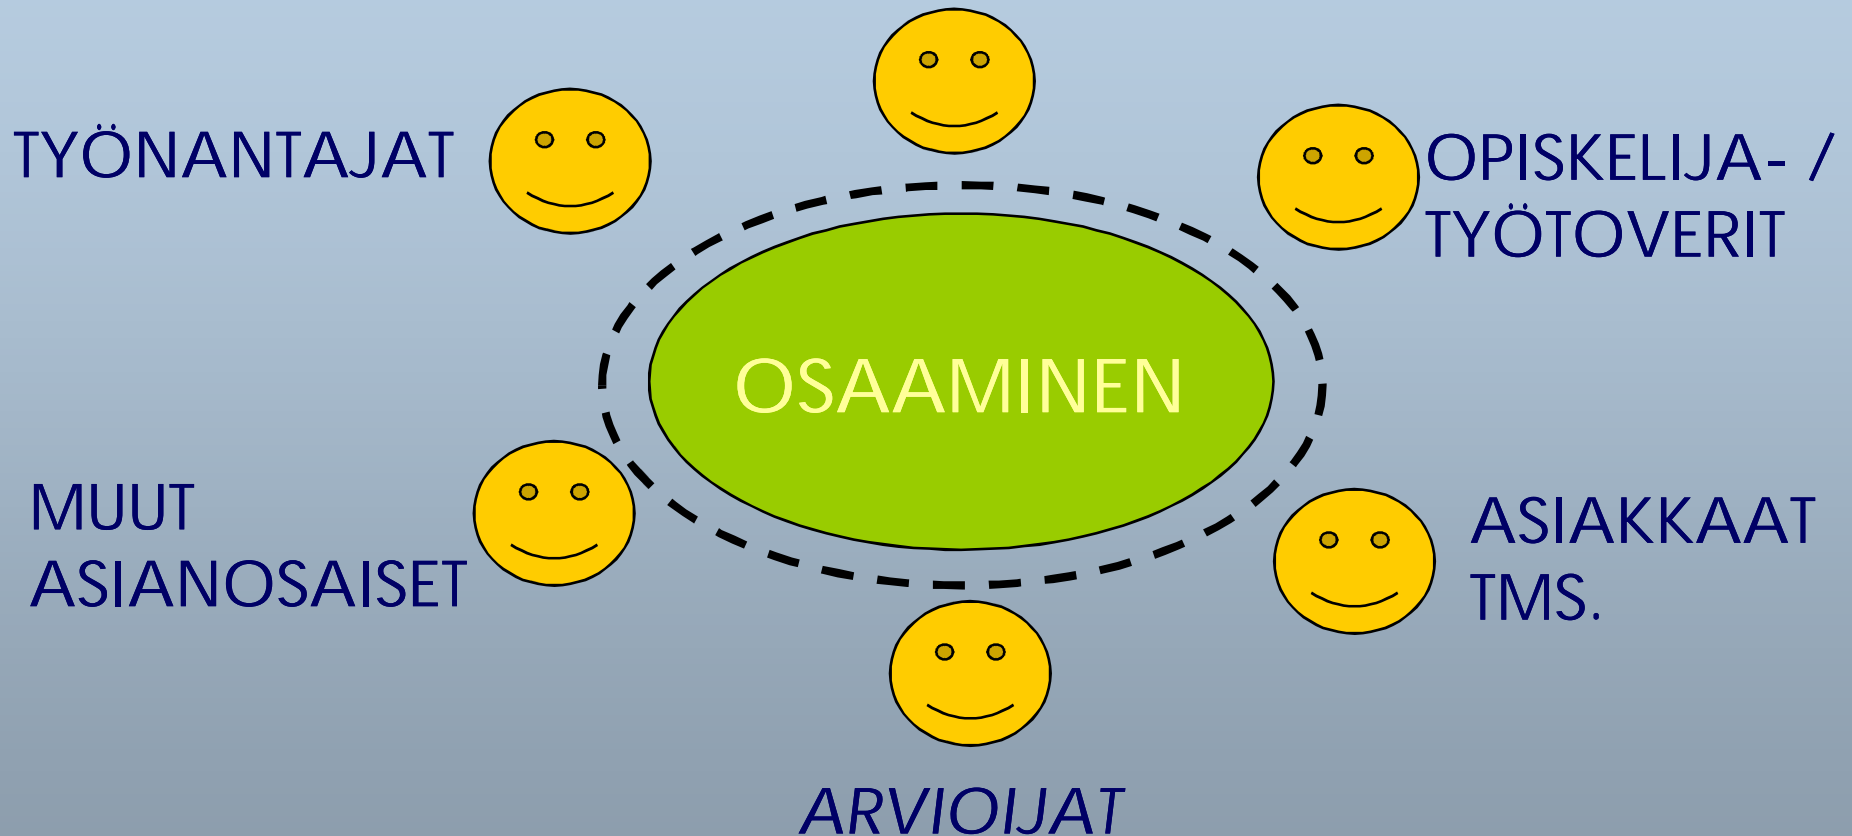 TYÖNANTAJAT
OPISKELIJA- /
TYÖTOVERIT
OSAAMINEN
MUUT
ASIANOSAISET
ASIAKKAAT
TMS.
ARVIOIJAT